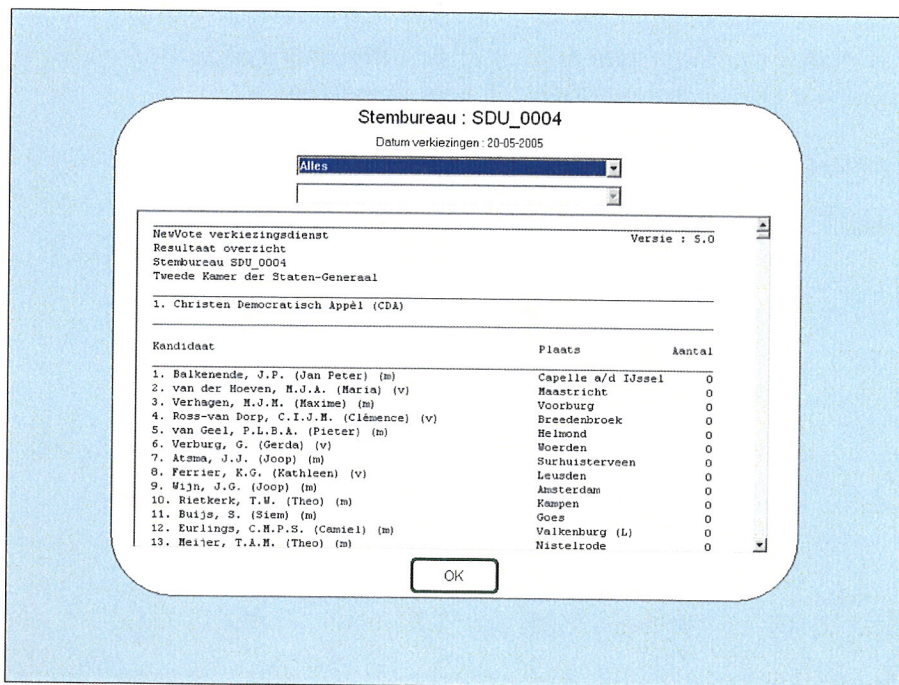 Stembureau : SDU_0004
Datum verkiezingen : 20-05-2005
Alles
NewVote verkiezingsdienst Versie : 5.0
Resultaat overzicht
Stembureau SDU_0004
Tweede Kamer der Staten-Generaal
1. Christen Democratisch Appèl (CDA)
Kandidaat Plaats Aantal
1. Balkenende, J.P. (Jan Peter) (m) Capelle a/d IJssel 0
2. van der Hoeven, M.J.A. (Maria) (v) Maastricht 0
3. Verhagen, M.J.M. (Maxime) (m) Voorburg 0
4. Ross-van Dorp, C.I.J.M. (Clémence) (v) Breedenbroek 0
5. van Geel, P.L.B.A. (Pieter) (m) Helmond 0
6. Verburg, G. (Gerda) (v) Woerden 0
7. Atsma, J.J. (Joop) (m) Surhuisterveen 0
8. Ferrier, K.G. (Kathleen) (v) Leusden 0
9. Wijn, J.G. (Joop) (m) Amsterdam 0
10. Rietkerk, T.W. (Theo) (m) Kampen 0
11. Buijs, S. (Siem) (m) Goes 0
12. Eurlings, C.M.P.S. (Camiel) (m) Valkenburg (L) 0
13. Meijer, T.A.M. (Theo) (m) Nistelrode 0
OK